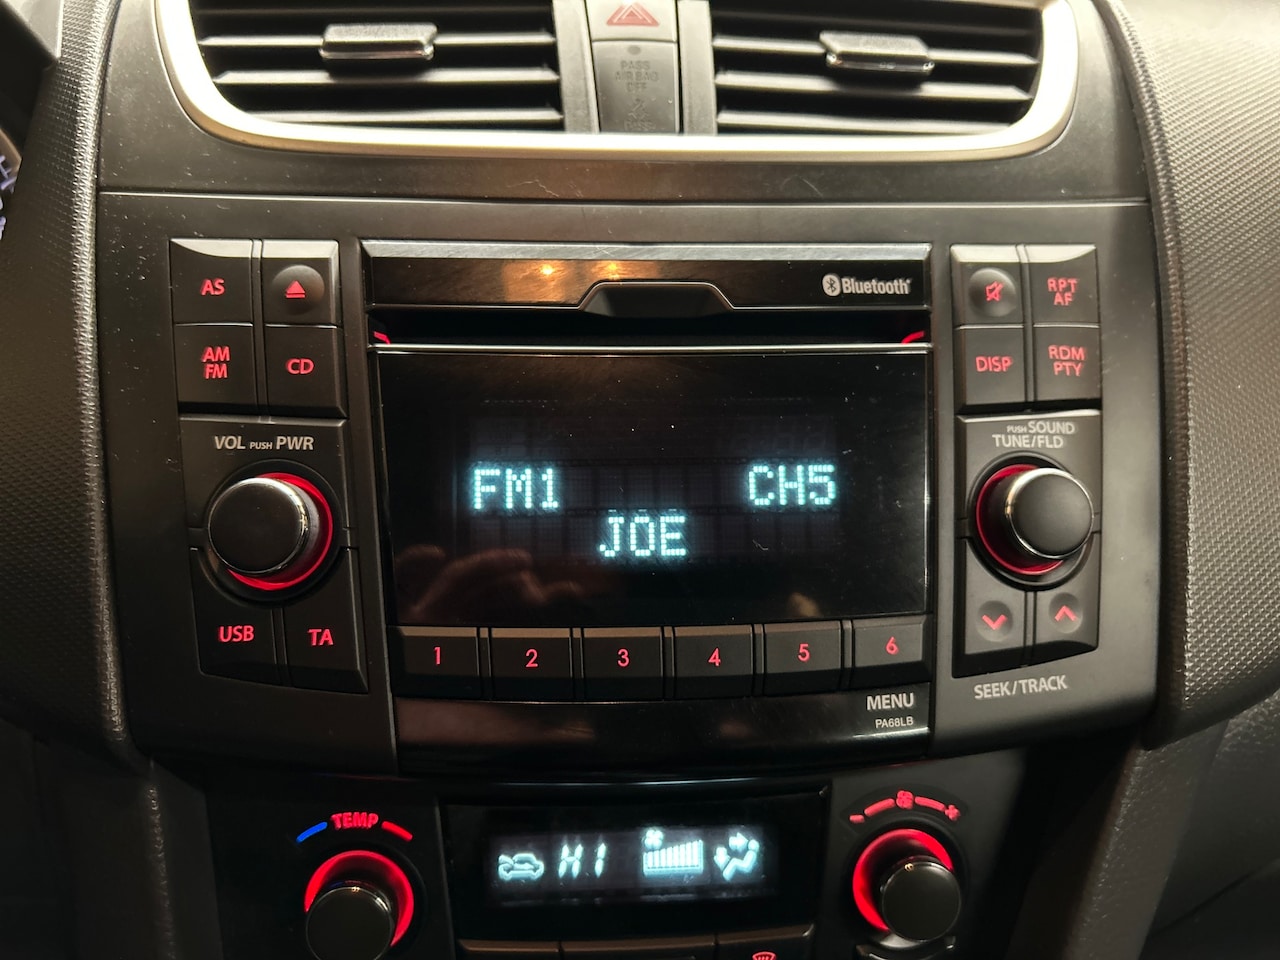 PASS
AIR BAG
OFF
Bluetooth
AS
AM
FM
CD
RPT
AF
DISP
RDM
PTY
VOL PUSH PWR
PUSH SOUND
TUNE/FLD
FM1
CH5
JOE
USB
TA
1
2
3
4
5
6
MENU
PA68LB
SEEK/TRACK
TEMP
HI